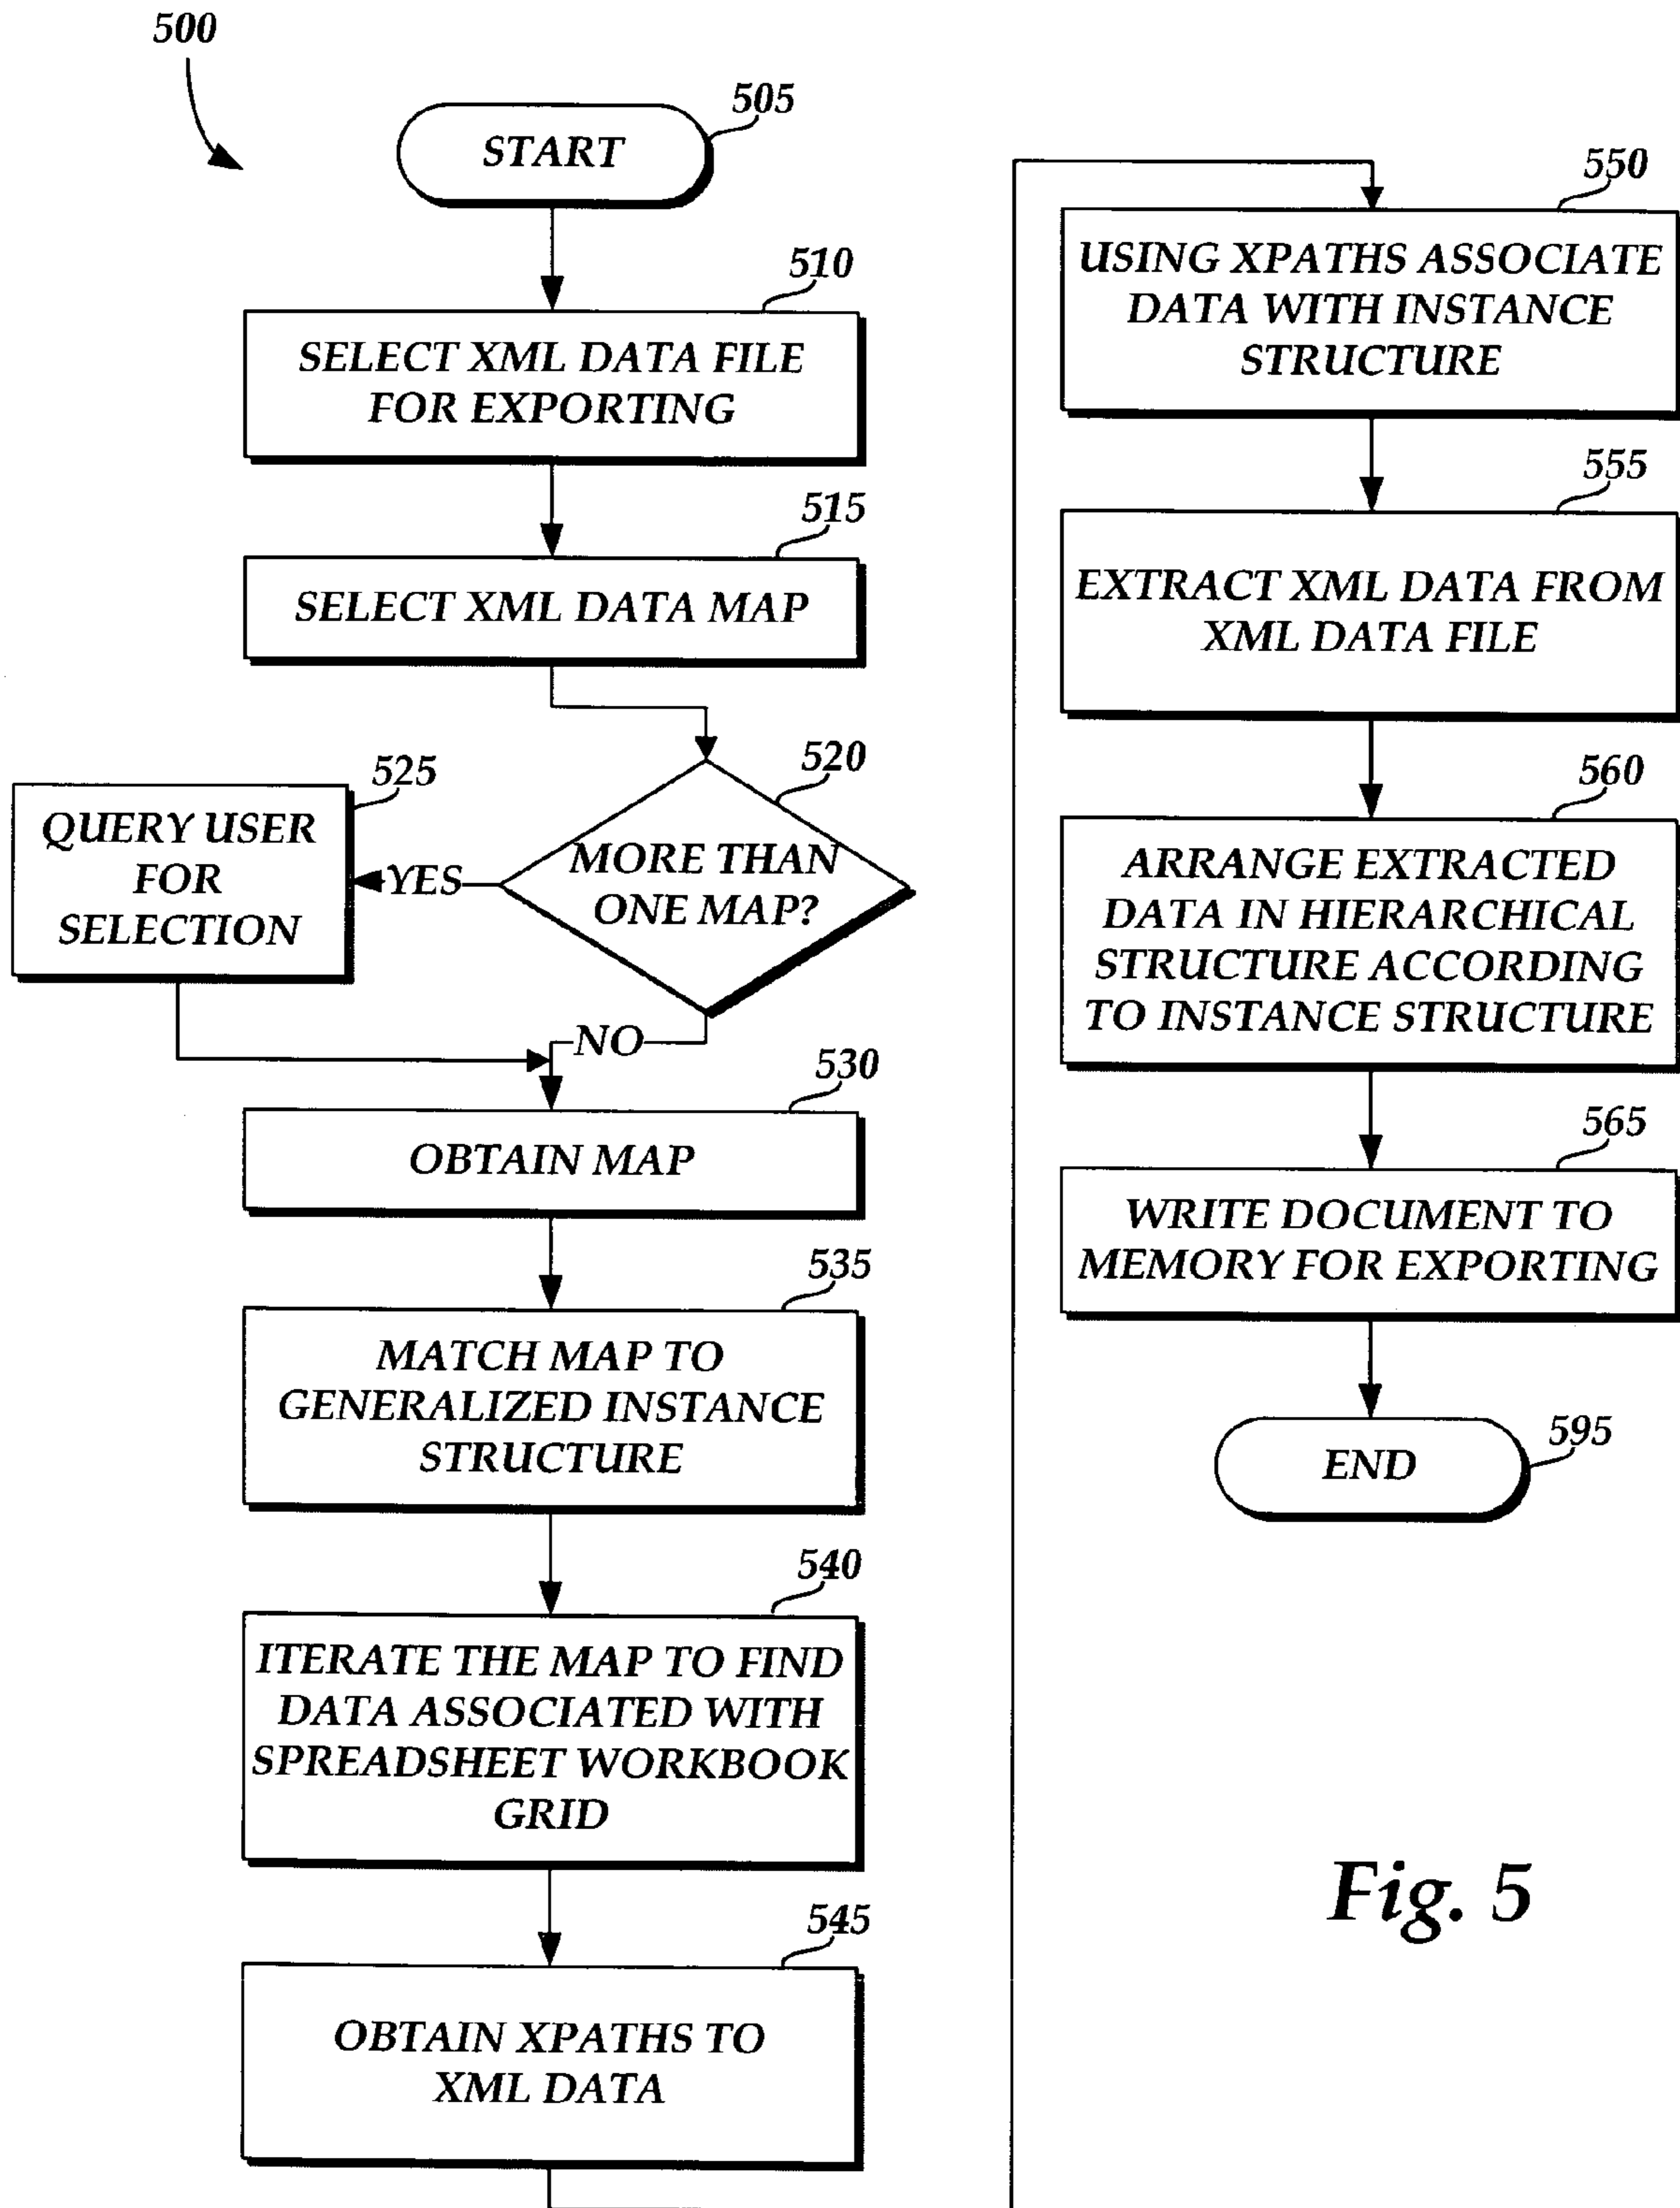 500
505
START
510
SELECT XML DATA FILE
FOR EXPORTING
515
SELECT XML DATA MAP
520
MORE THAN
ONE MAP?
YES
525
QUERY USER
FOR
SELECTION
NO
530
OBTAIN MAP
535
MATCH MAP TO
GENERALIZED INSTANCE
STRUCTURE
540
ITERATE THE MAP TO FIND
DATA ASSOCIATED WITH
SPREADSHEET WORKBOOK
GRID
545
OBTAIN XPATHS TO
XML DATA
550
USING XPATHS ASSOCIATE
DATA WITH INSTANCE
STRUCTURE
555
EXTRACT XML DATA FROM
XML DATA FILE
560
ARRANGE EXTRACTED
DATA IN HIERARCHICAL
STRUCTURE ACCORDING
TO INSTANCE STRUCTURE
565
WRITE DOCUMENT TO
MEMORY FOR EXPORTING
595
END
Fig. 5